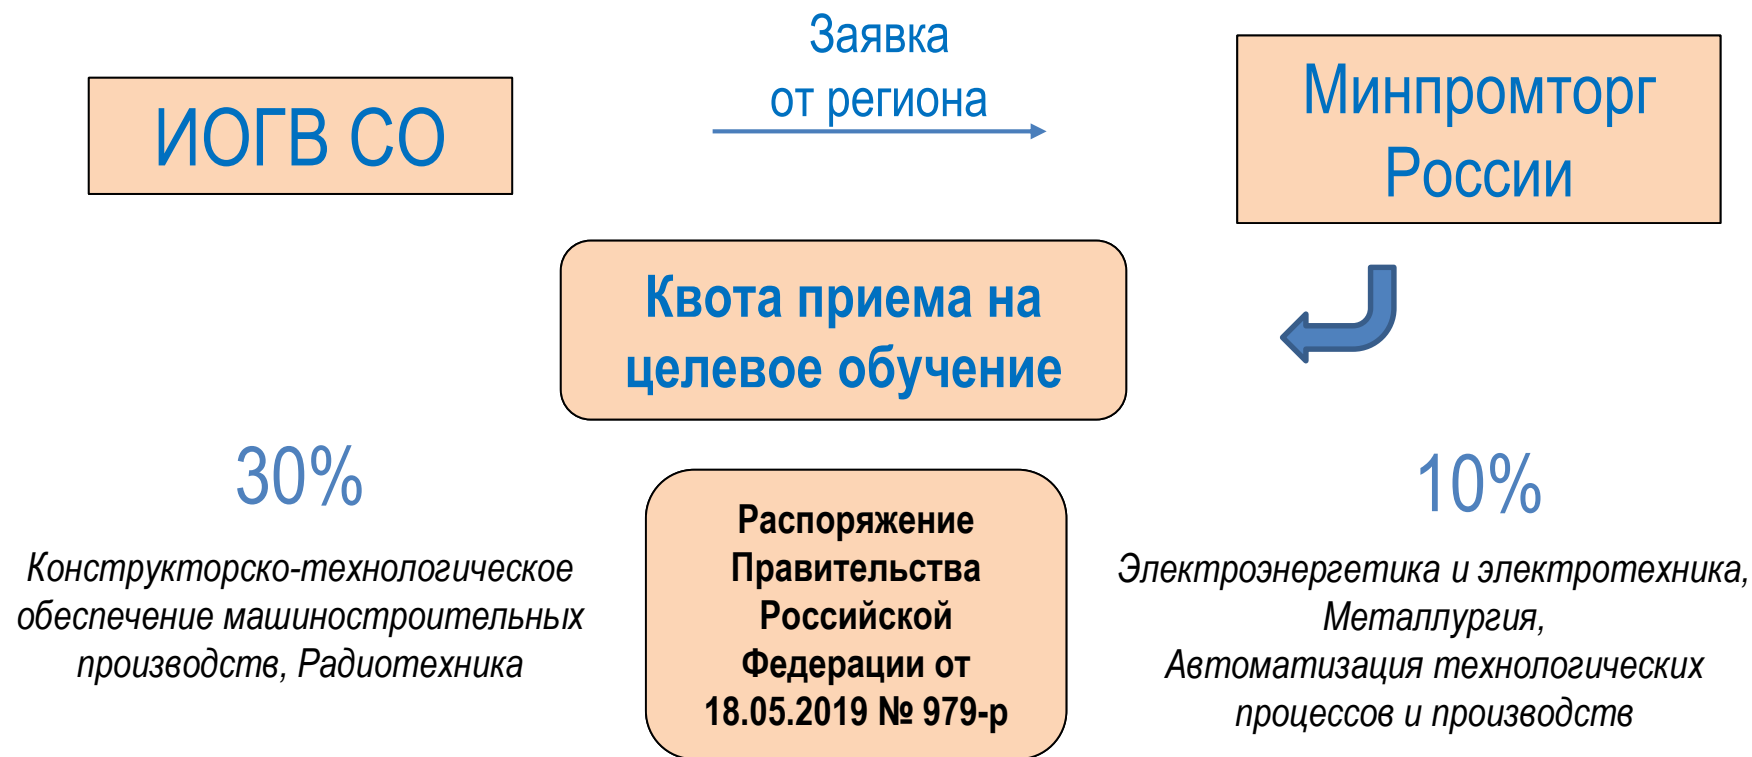 ИОГВ СО
Заявка
от региона
Минпромторг
России
Квота приема на
целевое обучение
30%
Конструкторско-технологическое
обеспечение машиностроительных
производств, Радиотехника
Распоряжение
Правительства
Российской
Федерации от
18.05.2019 № 979-р
10%
Электроэнергетика и электротехника,
Металлургия,
Автоматизация технологических
процессов и производств